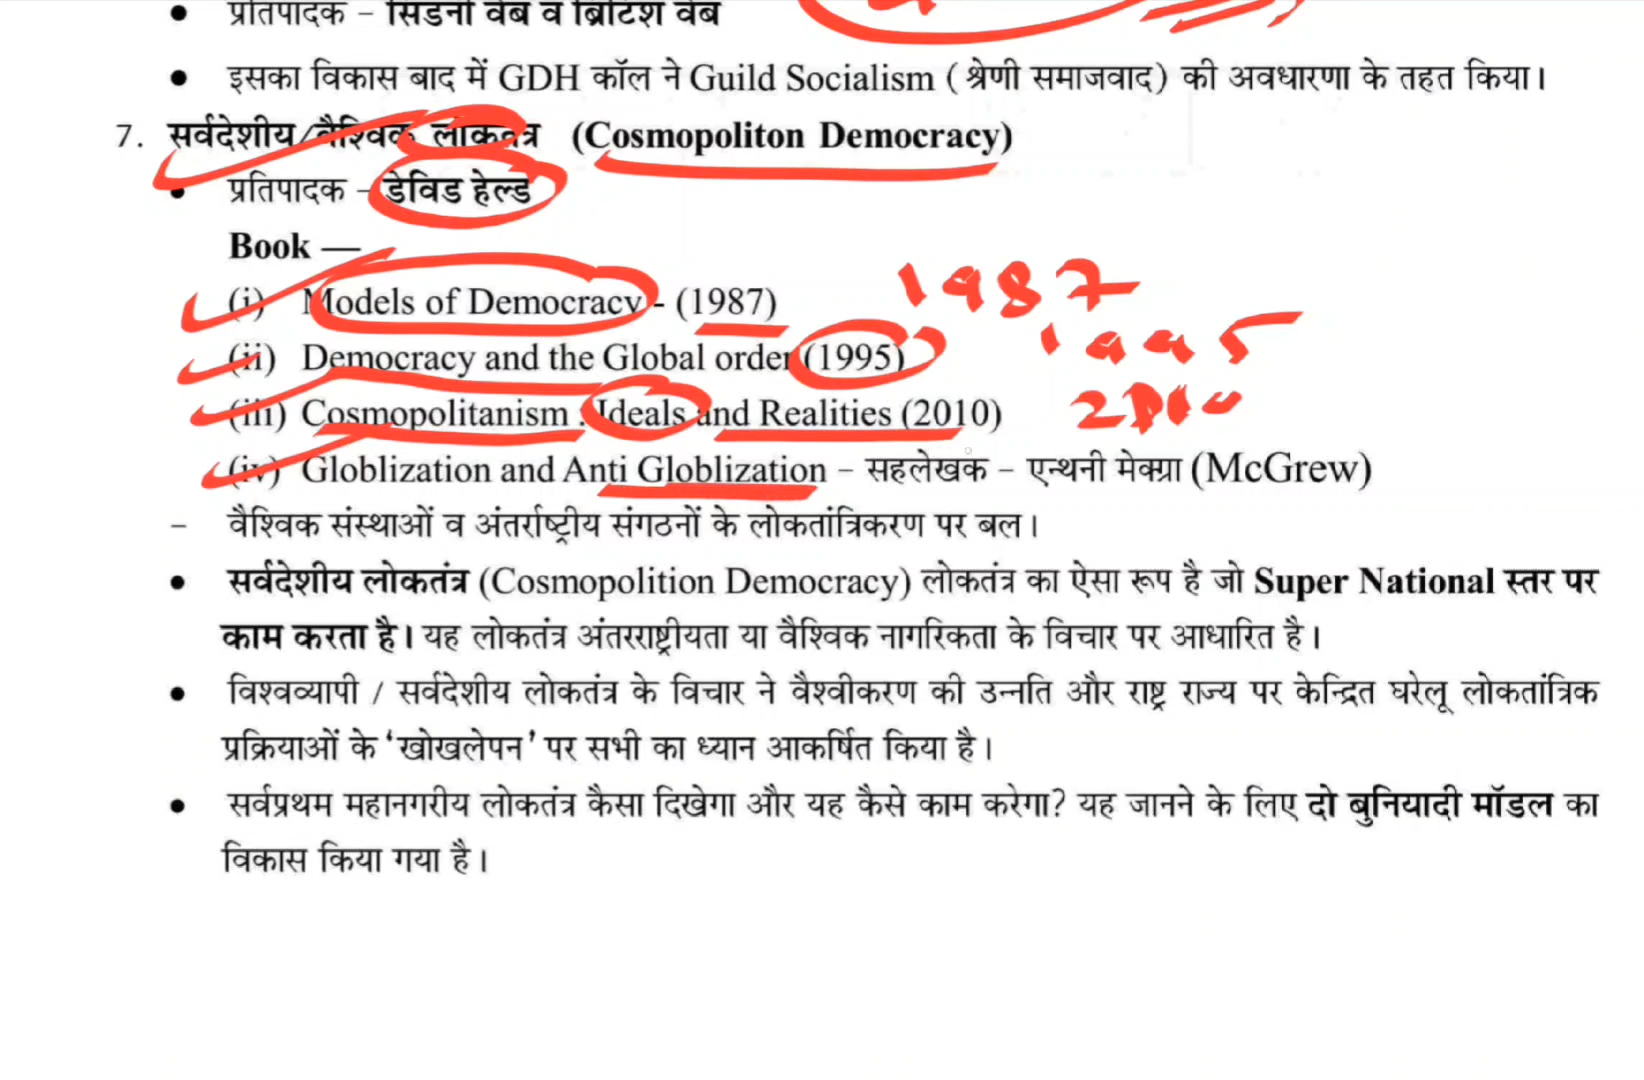 • प्रतिपादक – सिडनी वेब व ब्रिटिश वेब
• इसका विकास बाद में GDH कॉल ने Guild Socialism ( श्रेणी समाजवाद) की अवधारणा के तहत किया।
7. सर्वदेशीय/वैश्विक लोकतंत्र (Cosmopoliton Democracy)
• प्रतिपादक – डेविड हेल्ड
Book —
(i) Models of Democracy - (1987) 1987
(ii) Democracy and the Global order (1995) 1995
(iii) Cosmopolitanism : Ideals and Realities (2010) 2010
(iv) Globlization and Anti Globlization – सहलेखक – एन्थनी मेक्ग्रा (McGrew)
– वैश्विक संस्थाओं व अंतर्राष्ट्रीय संगठनों के लोकतांत्रिकरण पर बल।
• सर्वदेशीय लोकतंत्र (Cosmopolition Democracy) लोकतंत्र का ऐसा रूप है जो Super National स्तर पर
काम करता है। यह लोकतंत्र अंतरराष्ट्रीयता या वैश्विक नागरिकता के विचार पर आधारित है।
• विश्वव्यापी / सर्वदेशीय लोकतंत्र के विचार ने वैश्वीकरण की उन्नति और राष्ट्र राज्य पर केन्द्रित घरेलू लोकतांत्रिक
प्रक्रियाओं के ‘खोखलेपन’ पर सभी का ध्यान आकर्षित किया है।
• सर्वप्रथम महानगरीय लोकतंत्र कैसा दिखेगा और यह कैसे काम करेगा? यह जानने के लिए दो बुनियादी मॉडल का
विकास किया गया है।